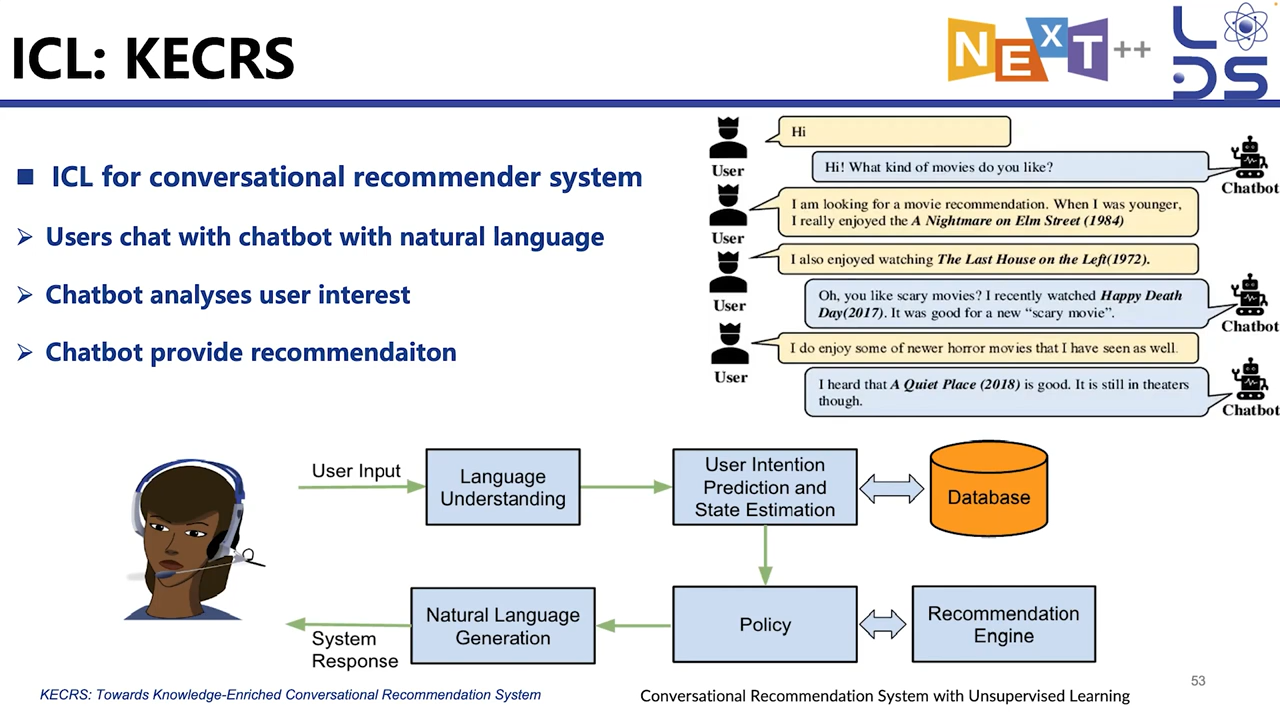 ICL: KECRS
NExT++
LDS
ICL for conversational recommender system
Users chat with chatbot with natural language
Chatbot analyses user interest
Chatbot provide recommendaiton
Hi
User
Hi! What kind of movies do you like?
Chatbot
I am looking for a movie recommendation. When I was younger,
I really enjoyed the A Nightmare on Elm Street (1984)
User
I also enjoyed watching The Last House on the Left(1972).
User
Oh, you like scary movies? I recently watched Happy Death
Day(2017). It was good for a new “scary movie”.
Chatbot
I do enjoy some of newer horror movies that I have seen as well.
User
I heard that A Quiet Place (2018) is good. It is still in theaters
though.
Chatbot
User Input
Language
Understanding
User Intention
Prediction and
State Estimation
Database
Natural Language
Generation
Policy
Recommendation
Engine
System
Response
KECRS: Towards Knowledge-Enriched Conversational Recommendation System
Conversational Recommendation System with Unsupervised Learning
53